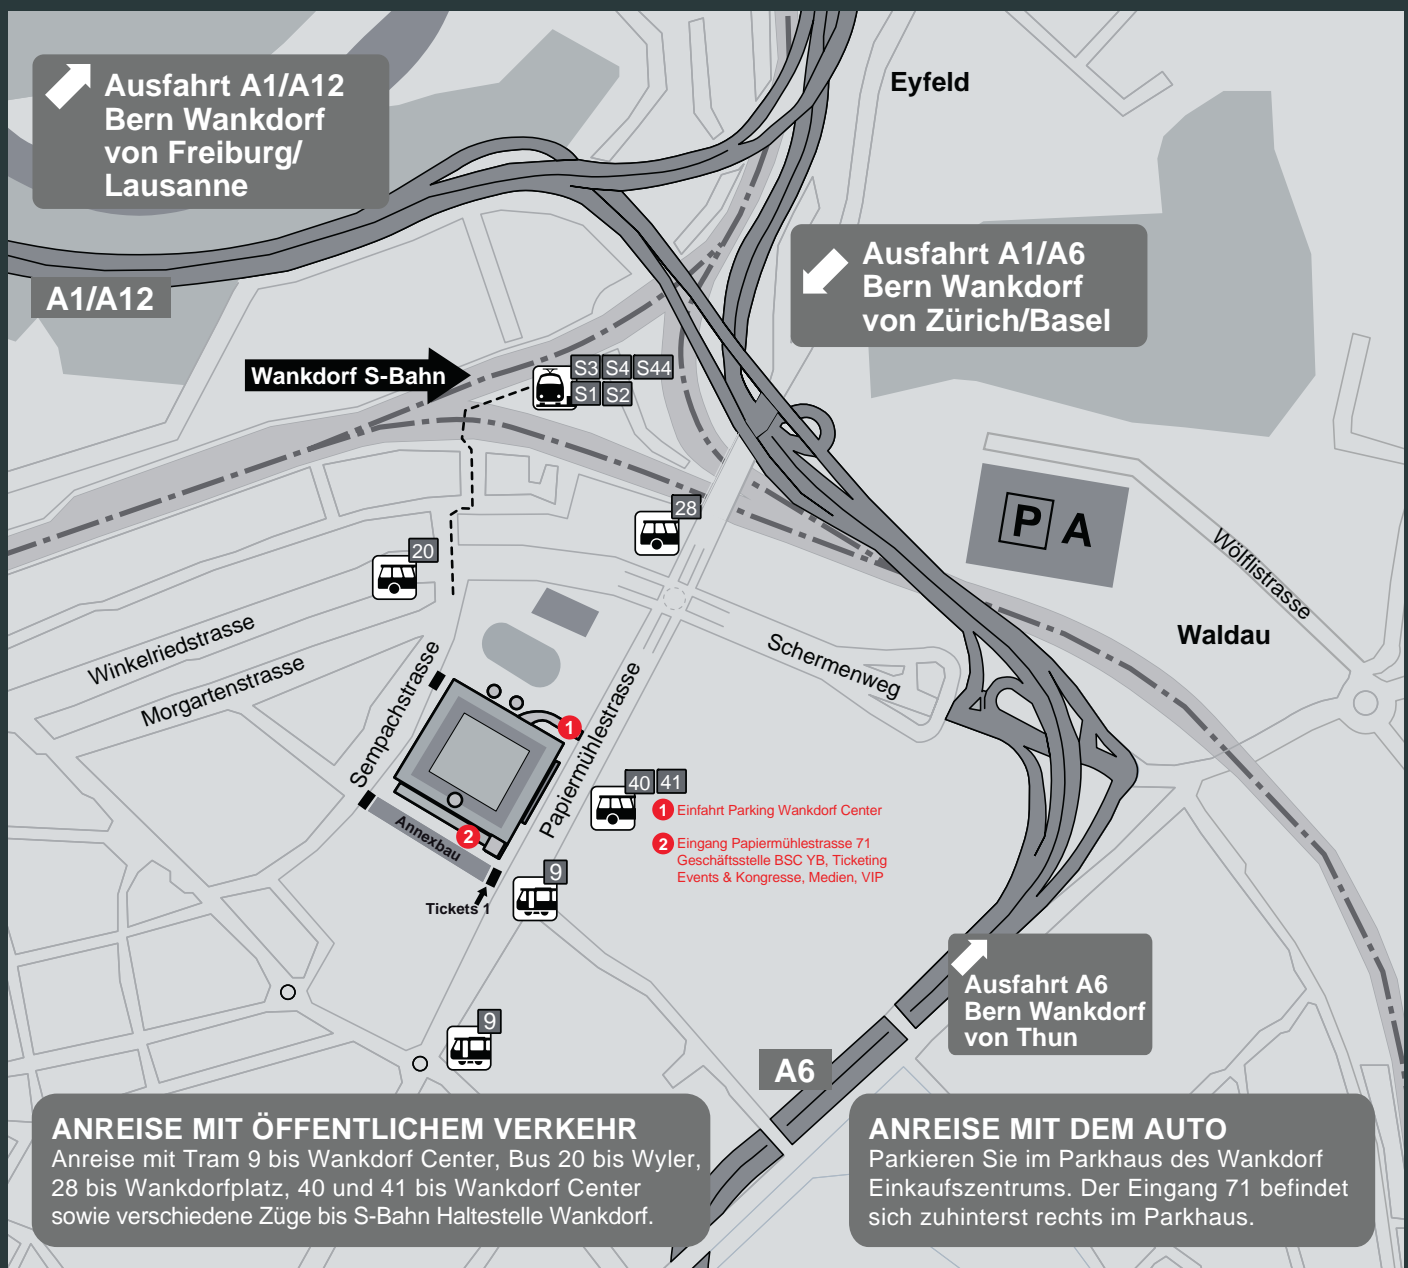 Ausfahrt A1/A12
Bern Wankdorf
von Freiburg/
Lausanne
Eyfeld
Ausfahrt A1/A6
Bern Wankdorf
von Zürich/Basel
A1/A12
Wankdorf S-Bahn
S3 S4 S44
S1 S2
28
20
P A
Wölflistrasse
Waldau
Winkelriedstrasse
Morgartenstrasse
Sempachstrasse
Papiermühlestrasse
Schermenweg
1
40 41
1 Einfahrt Parking Wankdorf Center
2 Eingang Papiermühlestrasse 71
Geschäftsstelle BSC YB, Ticketing
Events & Kongresse, Medien, VIP
Annexbau
2
9
Tickets 1
9
Ausfahrt A6
Bern Wankdorf
von Thun
A6
ANREISE MIT ÖFFENTLICHEM VERKEHR
Anreise mit Tram 9 bis Wankdorf Center, Bus 20 bis Wyler,
28 bis Wankdorfplatz, 40 und 41 bis Wankdorf Center
sowie verschiedene Züge bis S-Bahn Haltestelle Wankdorf.
ANREISE MIT DEM AUTO
Parkieren Sie im Parkhaus des Wankdorf
Einkaufszentrums. Der Eingang 71 befindet
sich zuhinterst rechts im Parkhaus.